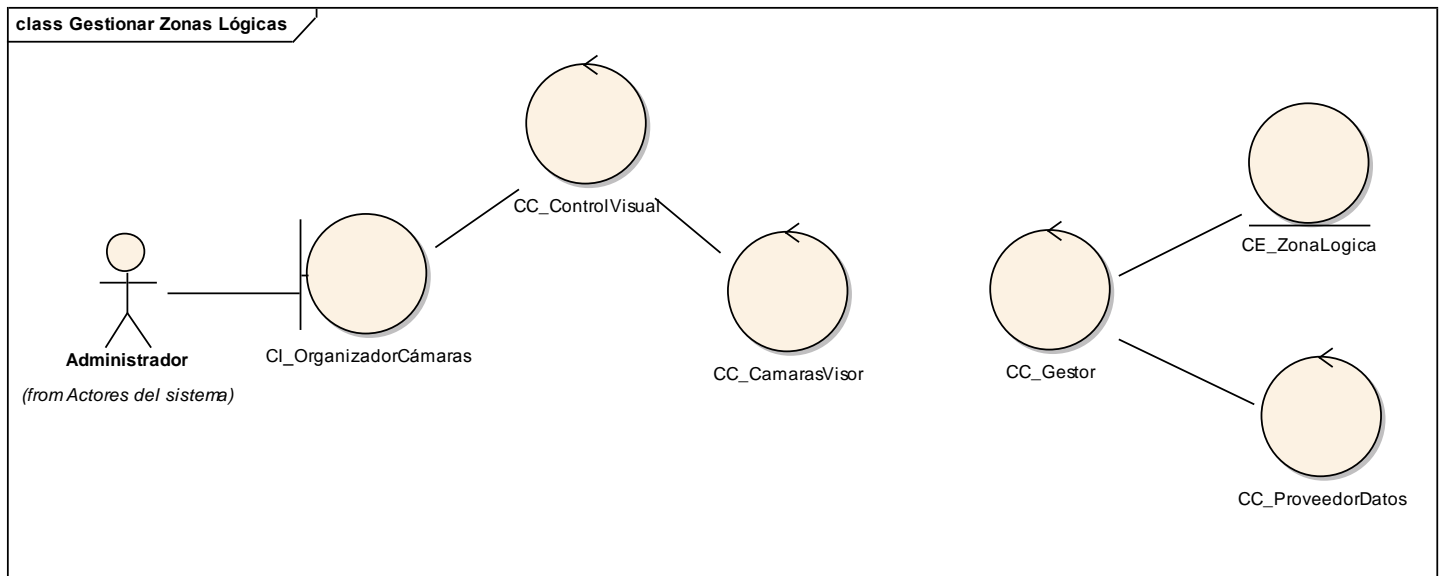 class Gestionar Zonas Lógicas
CC_ControlVisual
CE_ZonaLogica
Administrador
CI_OrganizadorCámaras
CC_CamarasVisor
CC_Gestor
(from Actores del sistema)
CC_ProveedorDatos